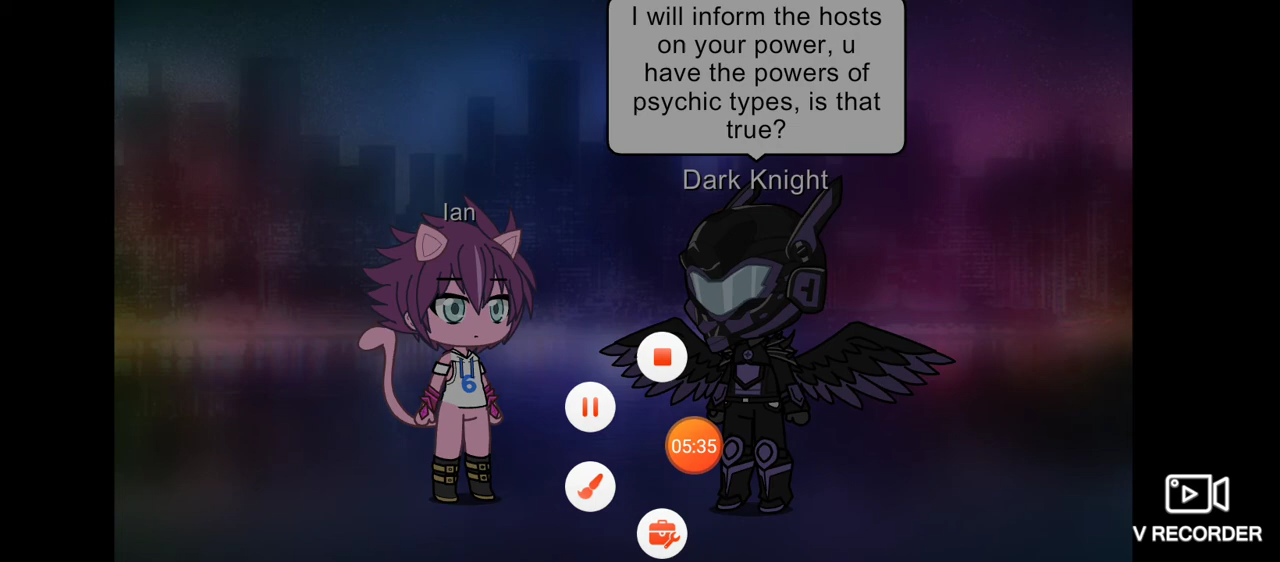 I will inform the hosts
on your power, u
have the powers of
psychic types, is that
true?
Dark Knight
Ian
6
05:35
V RECORDER